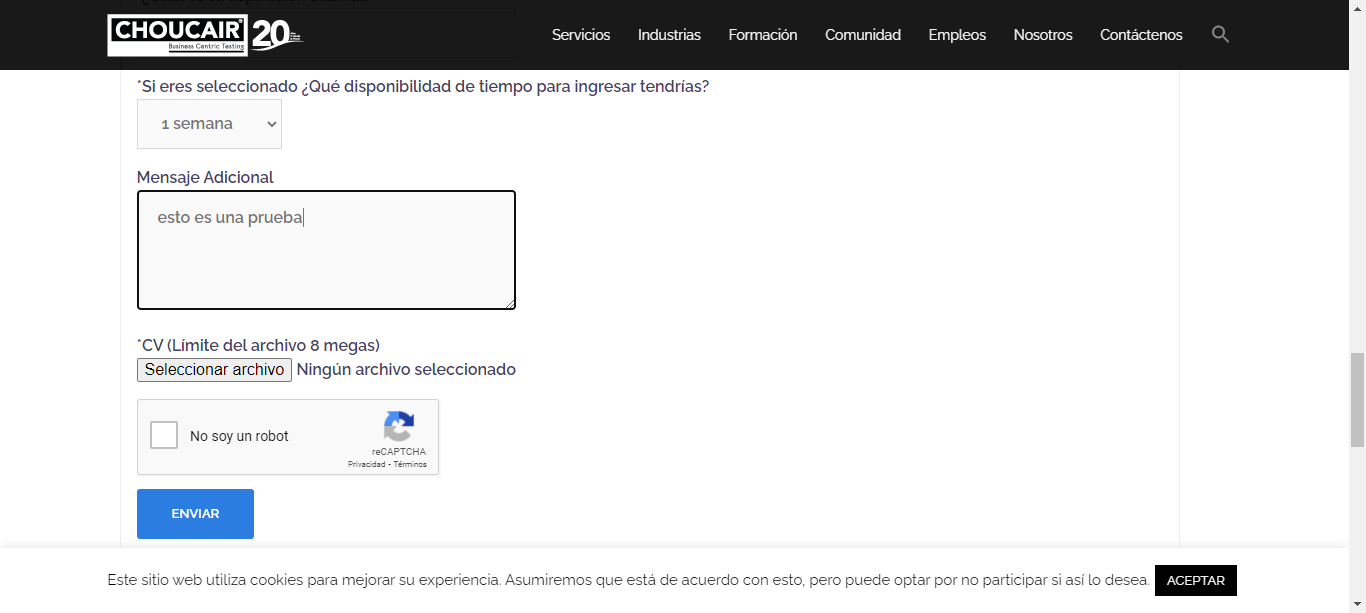 CHOUCAIR
Business Centric Testing
20
Servicios
Industrias
Formación
Comunidad
Empleos
Nosotros
Contáctenos
*Si eres seleccionado ¿Qué disponibilidad de tiempo para ingresar tendrías?
1 semana
Mensaje Adicional
esto es una prueba
*CV (Límite del archivo 8 megas)
Seleccionar archivo Ningún archivo seleccionado
No soy un robot
reCAPTCHA
Privacidad - Términos
ENVIAR
Este sitio web utiliza cookies para mejorar su experiencia. Asumiremos que está de acuerdo con esto, pero puede optar por no participar si así lo desea. ACEPTAR